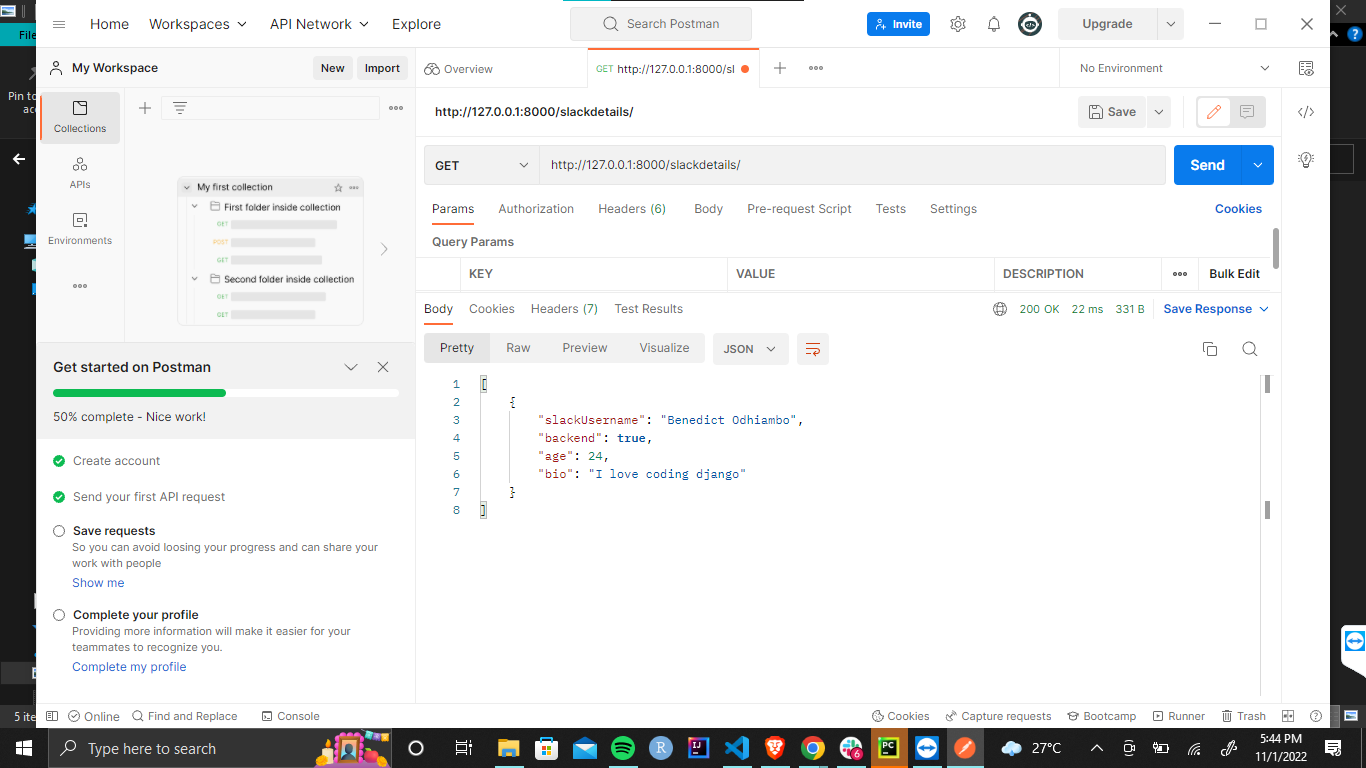 File
Home
Workspaces
API Network
Explore
Search Postman
Invite
Upgrade
My Workspace
New
Import
Overview
GET http://127.0.0.1:8000/sl
No Environment
Pin to
Collections
APIs
Environments
My first collection
First folder inside collection
GET
POST
GET
Second folder inside collection
GET
GET
http://127.0.0.1:8000/slackdetails/
Save
GET
http://127.0.0.1:8000/slackdetails/
Send
Params
Authorization
Headers (6)
Body
Pre-request Script
Tests
Settings
Cookies
Query Params
KEY
VALUE
DESCRIPTION
Bulk Edit
Body
Cookies
Headers (7)
Test Results
200 OK
22 ms
331 B
Save Response
Pretty
Raw
Preview
Visualize
JSON
1 [
2 {
3 "slackUsername": "Benedict Odhiambo",
4 "backend": true,
5 "age": 24,
6 "bio": "I love coding django"
7 }
8 ]
Get started on Postman
50% complete - Nice work!
Create account
Send your first API request
Save requests
So you can avoid loosing your progress and can share your
work with people
Show me
Complete your profile
Providing more information will make it easier for your
teammates to recognize you.
Complete my profile
5 ite
Online
Find and Replace
Console
Cookies
Capture requests
Bootcamp
Runner
Trash
Type here to search
27°C
5:44 PM
11/1/2022